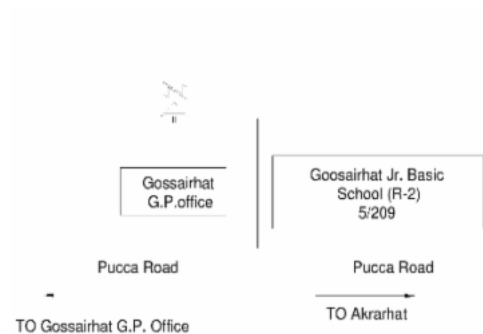 Gossairhat
G.P.office
Goosairhat Jr. Basic
School (R-2)
5/209
Pucca Road
Pucca Road
TO Gossairhat G.P. Office
TO Akrarhat